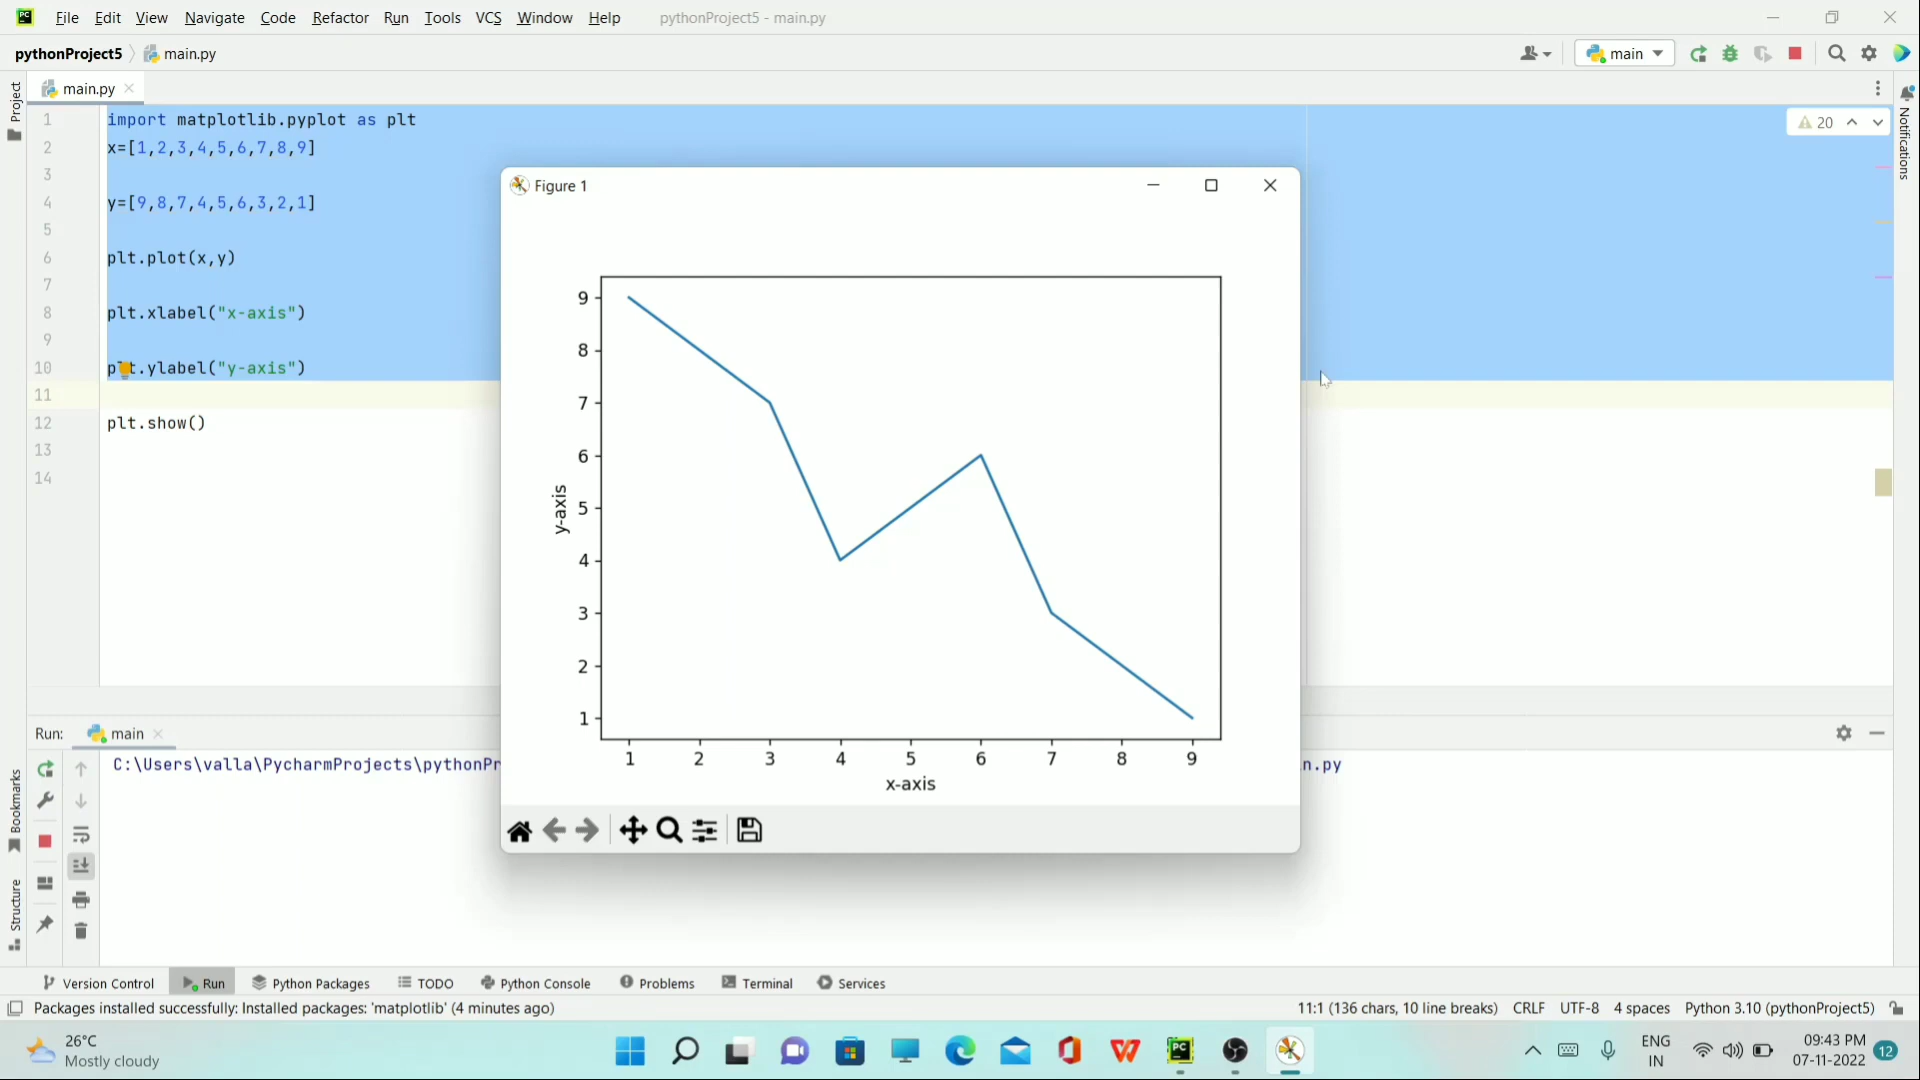 PC File Edit View Navigate Code Refactor Run Tools VCS Window Help pythonProject5 - main.py
pythonProject5 main.py main
Project
main.py
20
Notifications
1 import matplotlib.pyplot as plt
2 x=[1,2,3,4,5,6,7,8,9]
3
4 y=[9,8,7,4,5,6,3,2,1]
5
6 plt.plot(x,y)
7
8 plt.xlabel("x-axis")
9
10 plt.ylabel("y-axis")
11
12 plt.show()
13
14
Figure 1
9
8
7
6
5
4
3
2
1
y-axis
1 2 3 4 5 6 7 8 9
x-axis
Run: main
C:\Users\valla\PycharmProjects\pythonPr
n.py
Bookmarks
Structure
Version Control Run Python Packages TODO Python Console Problems Terminal Services
Packages installed successfully: Installed packages: 'matplotlib' (4 minutes ago) 11:1 (136 chars, 10 line breaks) CRLF UTF-8 4 spaces Python 3.10 (pythonProject5)
26°C
Mostly cloudy
PC
ENG
IN
09:43 PM
07-11-2022
12